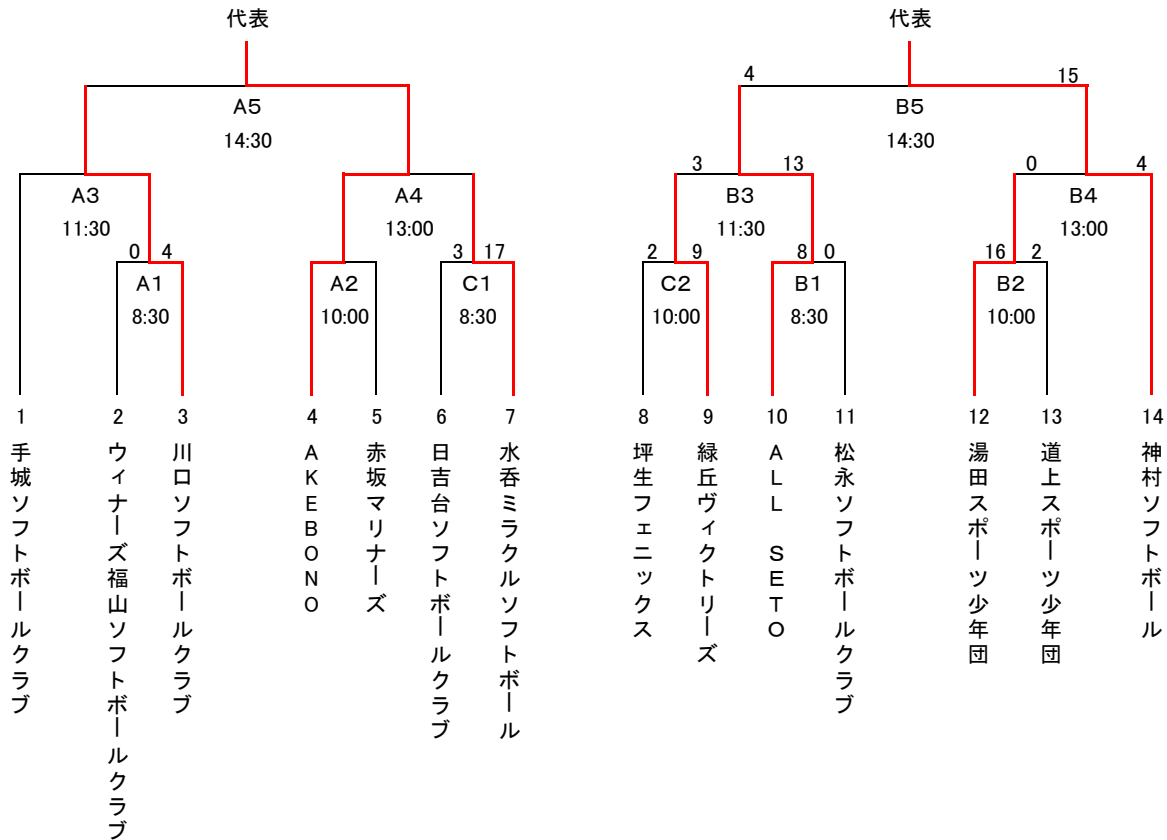 代表 代表
4 15
A5 B5
14:30 14:30
3 13 0 4
A3 A4 B3 B4
11:30 13:00 11:30 13:00
0 4 3 17 2 9 8 0 16 2
A1 A2 C1 C2 B1 B2
8:30 10:00 8:30 10:00 8:30 10:00
1 2 3 4 5 6 7 8 9 10 11 12 13 14
手城ソフトボールクラブ
ウィナーズ福山ソフトボールクラブ
川口ソフトボールクラブ
AKEBONO
赤坂マリナーズ
日吉台ソフトボールクラブ
水呑ミラクルソフトボール
坪生フェニックス
緑丘ヴィクトリーズ
ALL SETO
松永ソフトボールクラブ
湯田スポーツ少年団
道上スポーツ少年団
神村ソフトボール